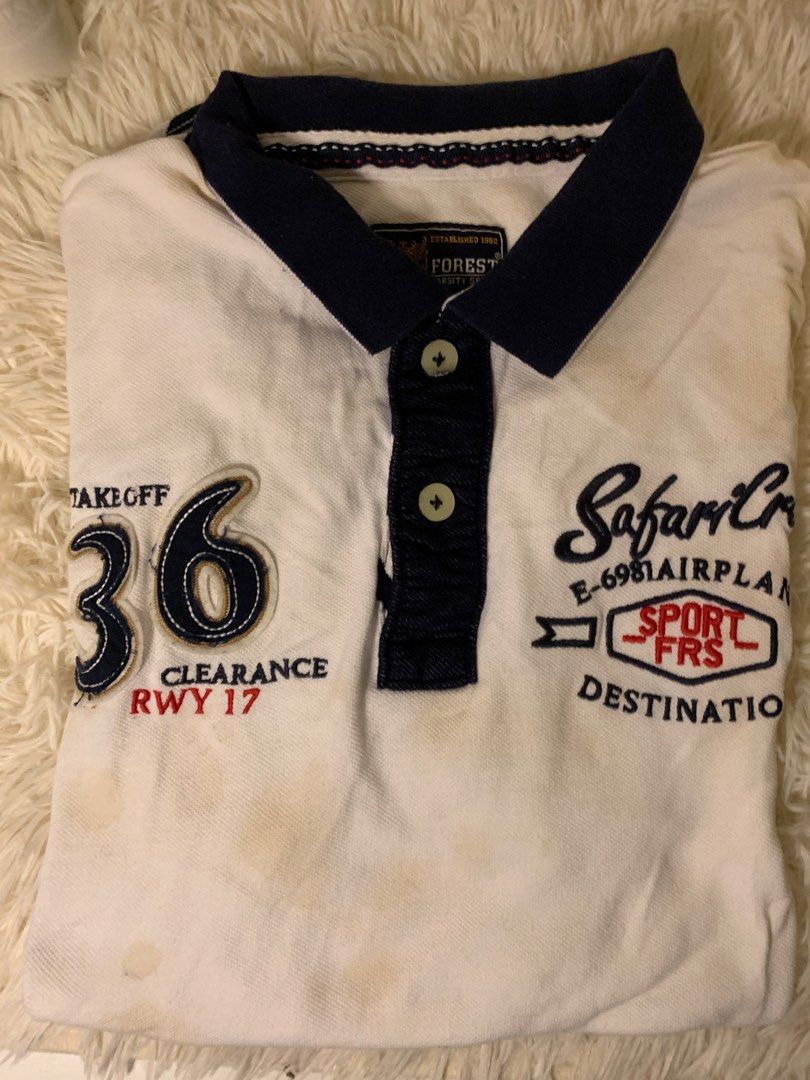 ESTABLISHED 1992
FOREST®
TAKEOFF
36
CLEARANCE
RWY 17
Safari
E-6981 AIRPLAN
SPORT
FRS
DESTINATIO